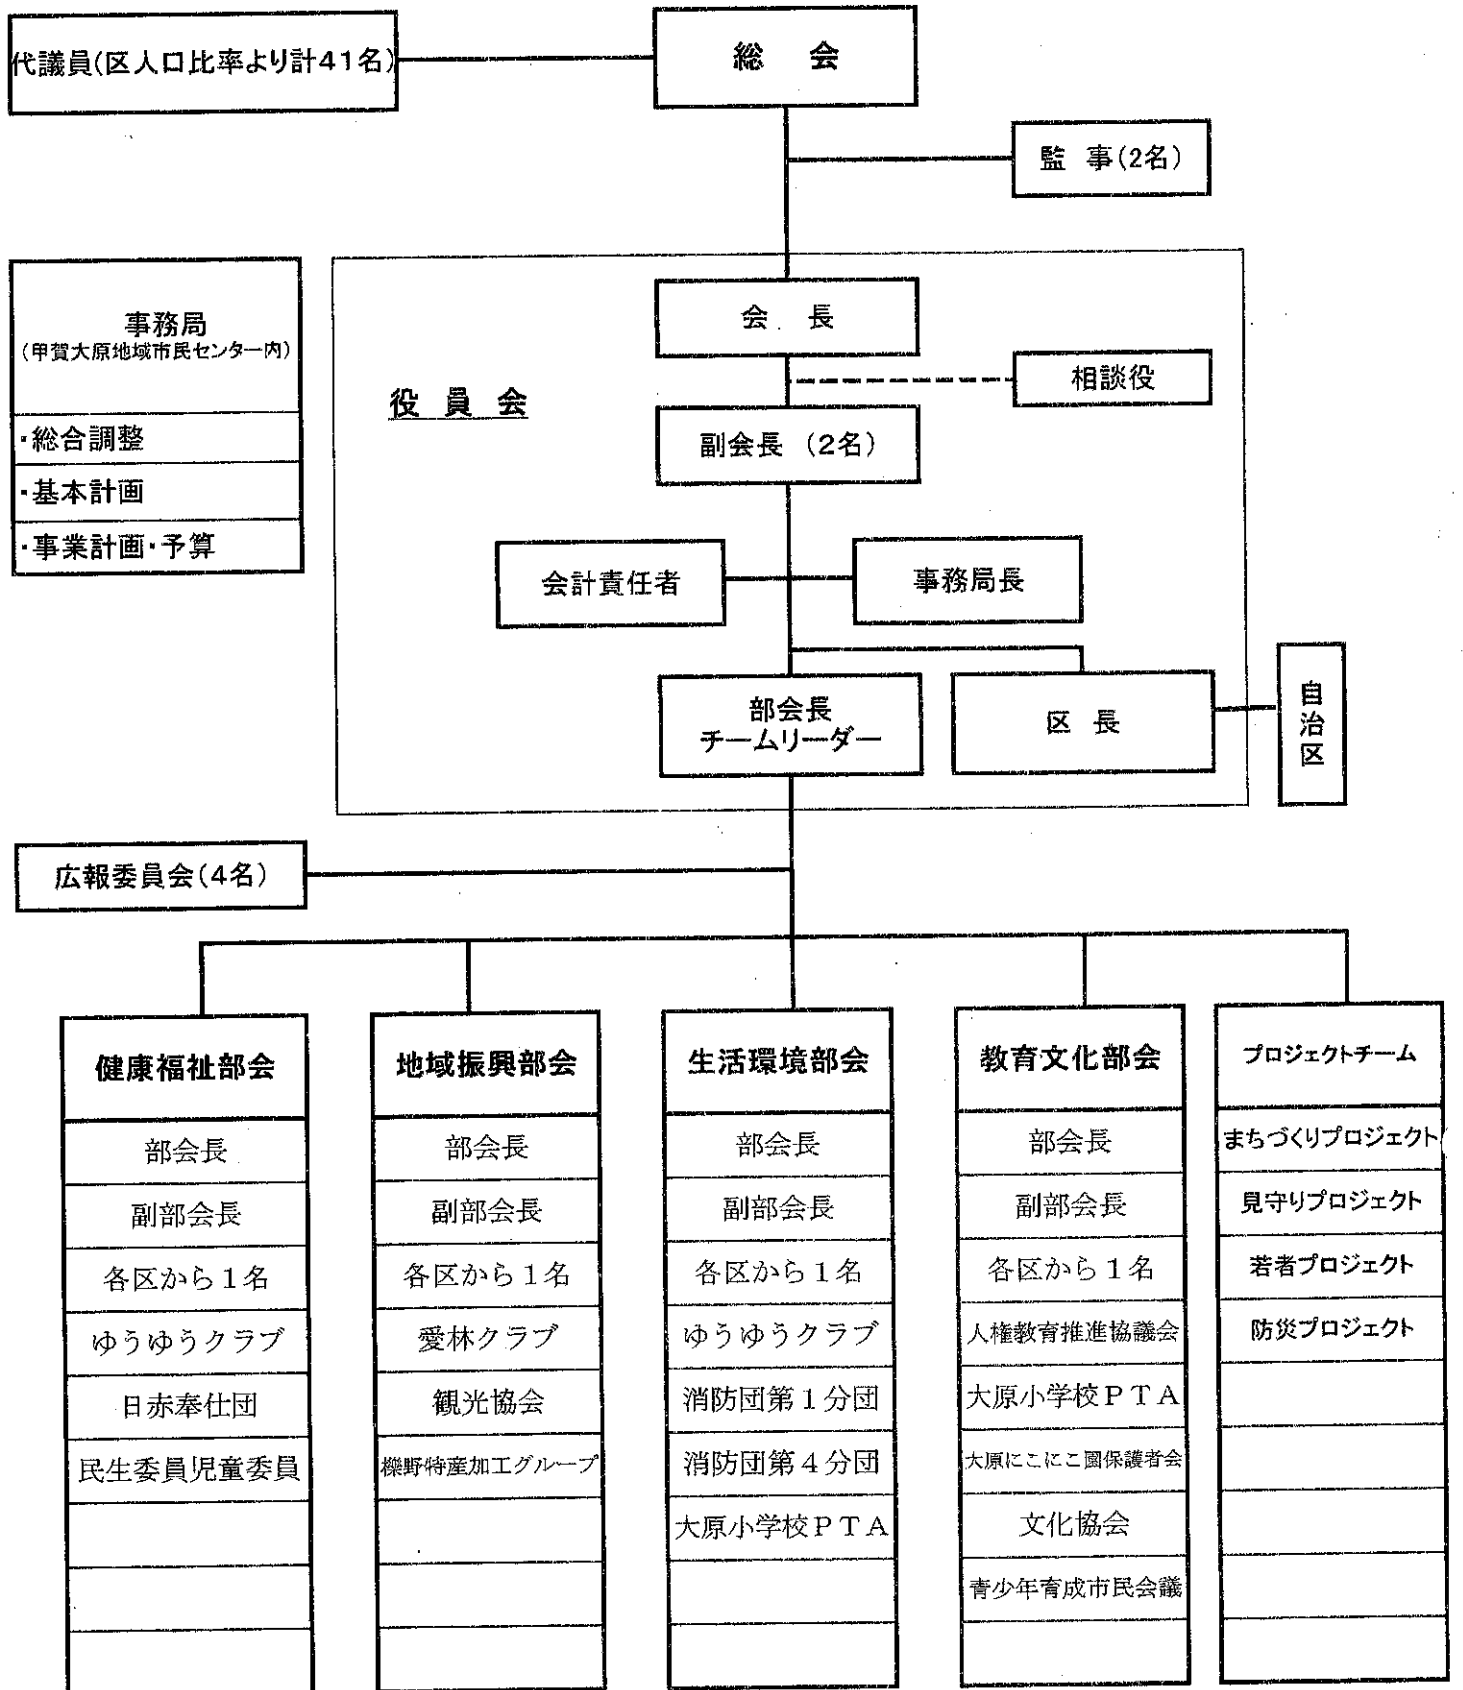 代議員(区人口比率より計41名)
総 会
監 事(2名)
事務局
(甲賀大原地域市民センター内)
・総合調整
・基本計画
・事業計画・予算
役 員 会
会 長
相談役
副会長 (2名)
会計責任者
事務局長
部会長
チームリーダー
区 長
自治区
広報委員会(4名)
健康福祉部会
部会長
副部会長
各区から1名
ゆうゆうクラブ
日赤奉仕団
民生委員児童委員
地域振興部会
部会長
副部会長
各区から1名
愛林クラブ
観光協会
櫟野特産加工グループ
生活環境部会
部会長
副部会長
各区から1名
ゆうゆうクラブ
消防団第1分団
消防団第4分団
大原小学校PTA
教育文化部会
部会長
副部会長
各区から1名
人権教育推進協議会
大原小学校PTA
大原にこにこ園保護者会
文化協会
青少年育成市民会議
プロジェクトチーム
まちづくりプロジェクト
見守りプロジェクト
若者プロジェクト
防災プロジェクト